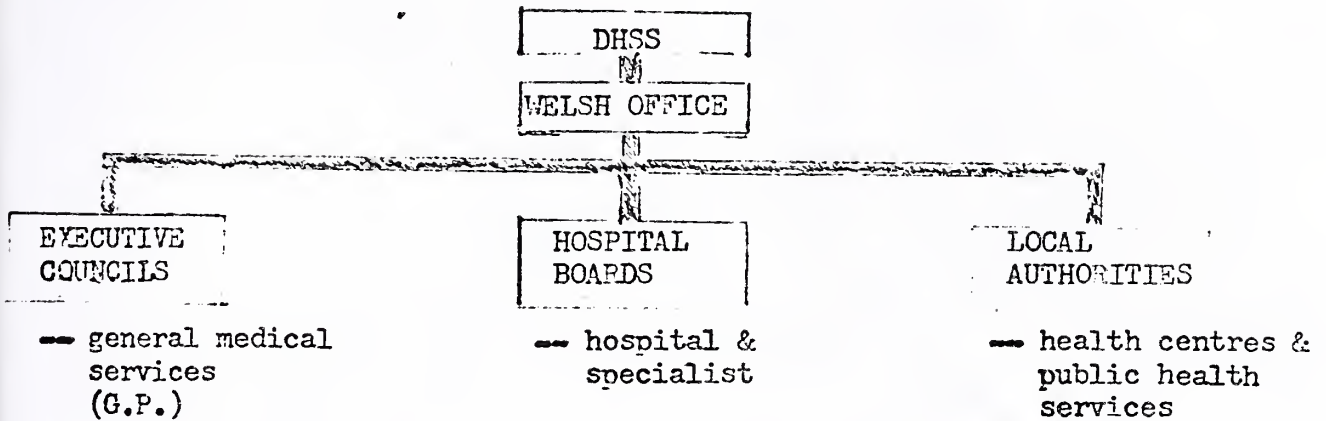 DHSS
WELSH OFFICE
EXECUTIVE
COUNCILS
— general medical
services
(G.P.)
HOSPITAL
BOARDS
— hospital &
specialist
LOCAL
AUTHORITIES
— health centres &
public health
services